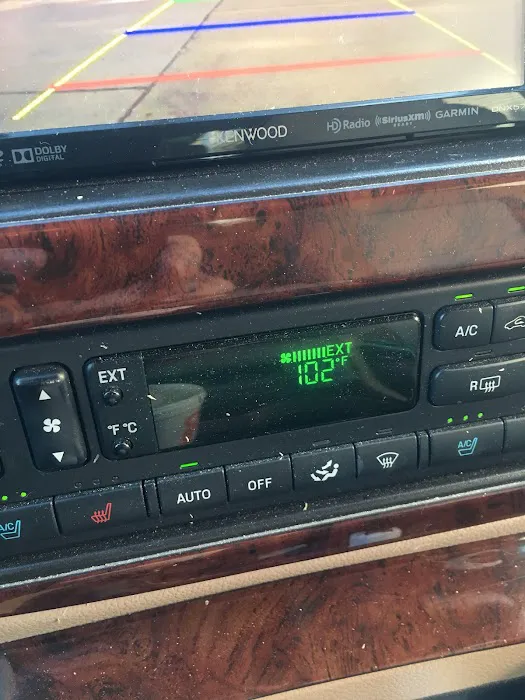 DOLBY
DIGITAL
KENWOOD
HD Radio
SiriusXM
GARMIN
EXT
°F °C
EXT
102°F
A/C
R
AUTO
OFF
A/C
A/C